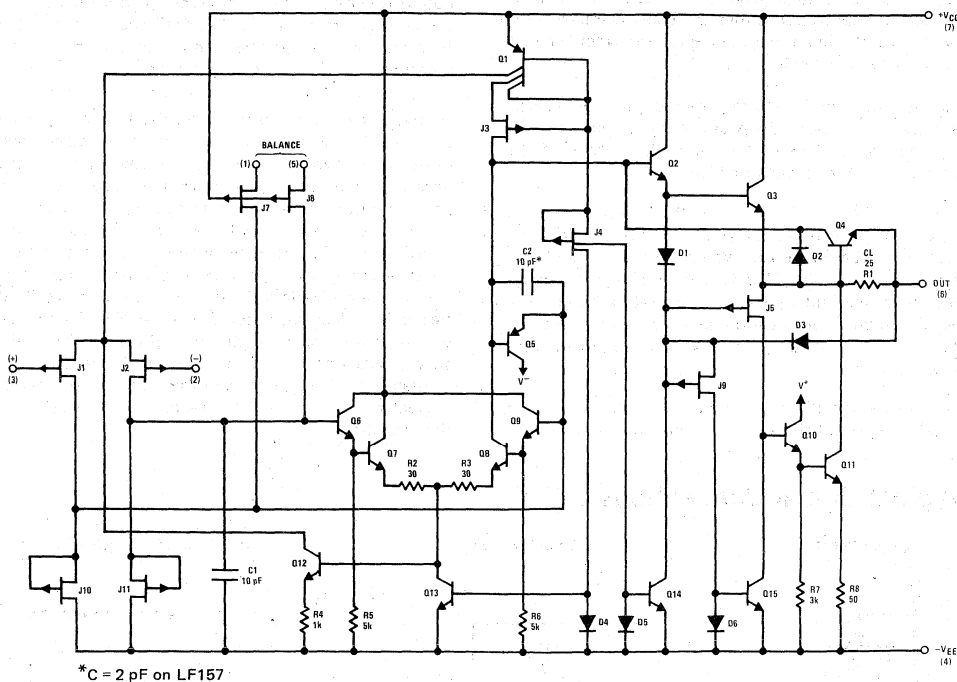 +VCC
(7)
Q1
J3
BALANCE
(1)
(5)
J7
J8
Q2
Q3
Q4
J4
D1
D2
CL
25
R1
OUT
(6)
C2
10 pF*
J5
D3
Q5
V−
(+)
(3)
J1
J2
(−)
(2)
J9
V+
Q6
Q7
Q9
Q8
Q10
Q11
R2
30
R3
30
Q12
Q13
J10
J11
C1
10 pF
R4
1k
R5
5k
R6
5k
D4
D5
Q14
D6
Q15
R7
3k
R8
50
−VEE
(4)
*C = 2 pF on LF157